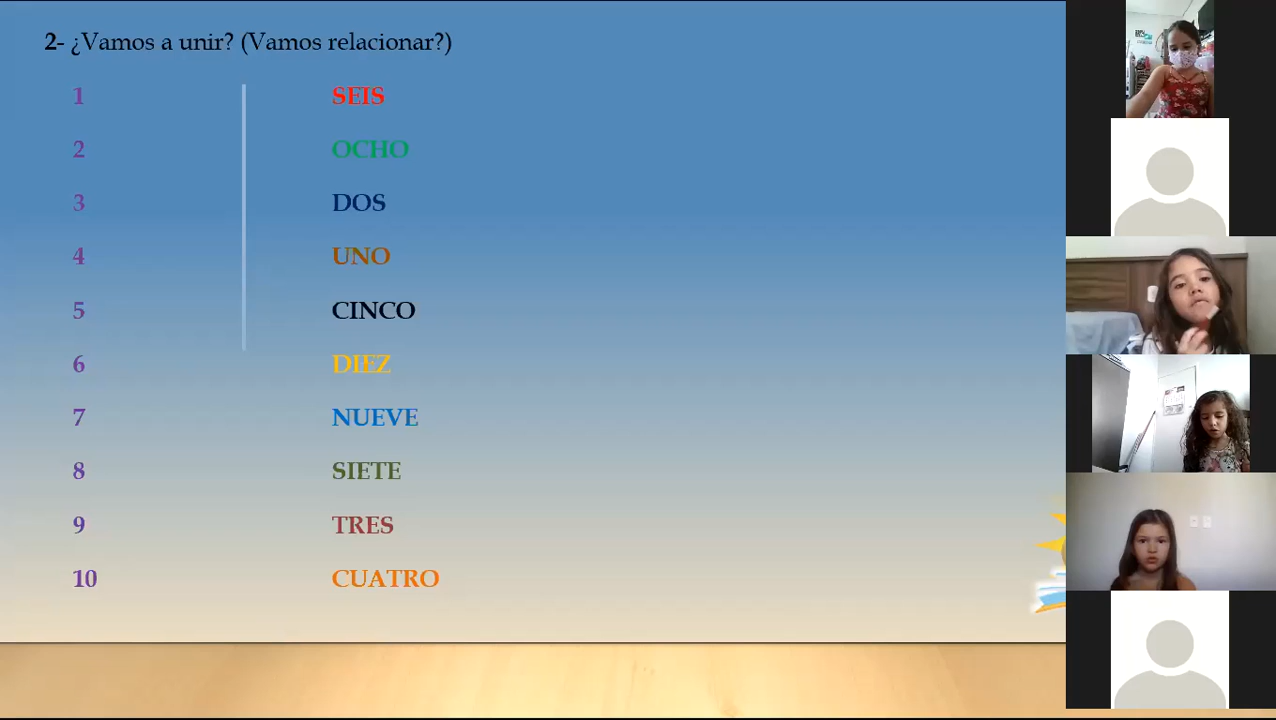 2- ¿Vamos a unir? (Vamos relacionar?)
1 SEIS
2 OCHO
3 DOS
4 UNO
5 CINCO
6 DIEZ
7 NUEVE
8 SIETE
9 TRES
10 CUATRO